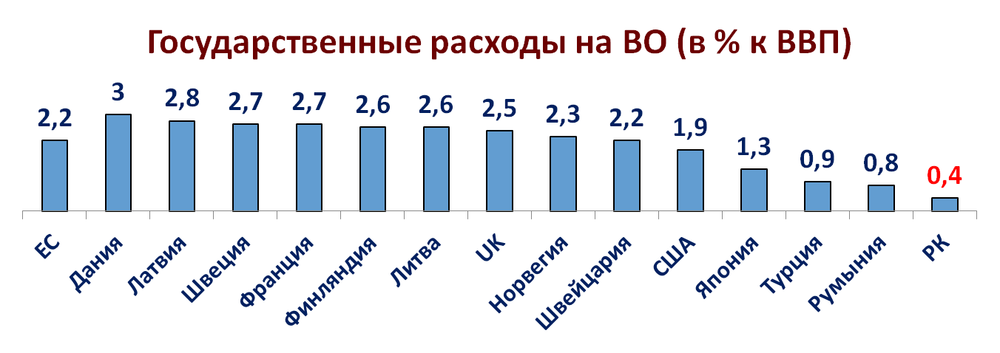 Государственные расходы на ВО (в % к ВВП)
2,2
3
2,8
2,7
2,7
2,6
2,6
2,5
2,3
2,2
1,9
1,3
0,9
0,8
0,4
ЕС
Дания
Латвия
Швеция
Франция
Финляндия
Литва
UK
Норвегия
Швейцария
США
Япония
Турция
Румыния
РК